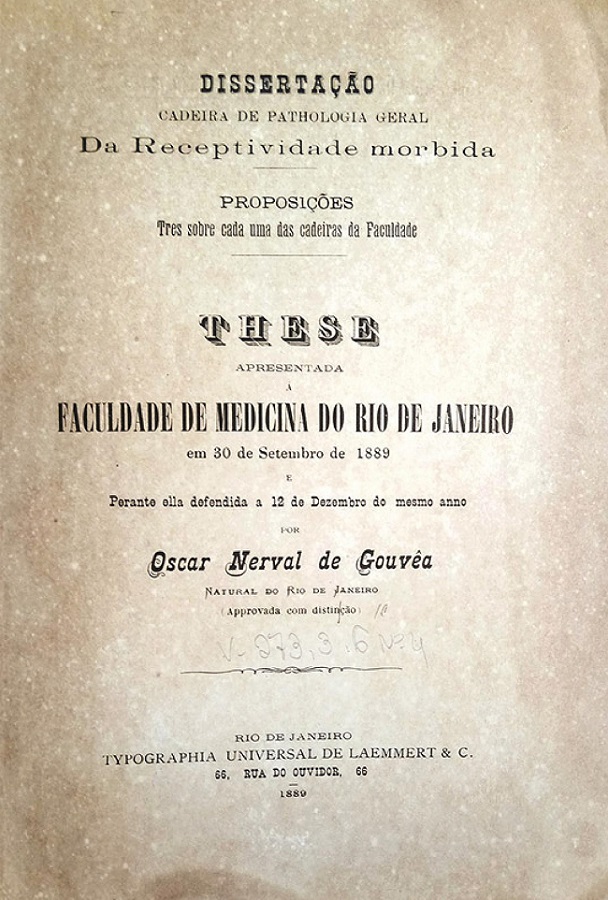 DISSERTAÇÃO
CADEIRA DE PATHOLOGIA GERAL
Da Receptividade morbida
PROPOSIÇÕES
Tres sobre cada uma das cadeiras da Faculdade
THESE
APRESENTADA
Á
FACULDADE DE MEDICINA DO RIO DE JANEIRO
em 30 de Setembro de 1889
E
Perante ella defendida a 12 de Dezembro do mesmo anno
POR
Oscar Nerval de Gouvêa
NATURAL DO RIO DE JANEIRO
(Approvada com distincção)
RIO DE JANEIRO
TYPOGRAPHIA UNIVERSAL DE LAEMMERT & C.
66, RUA DO OUVIDOR, 66
1889